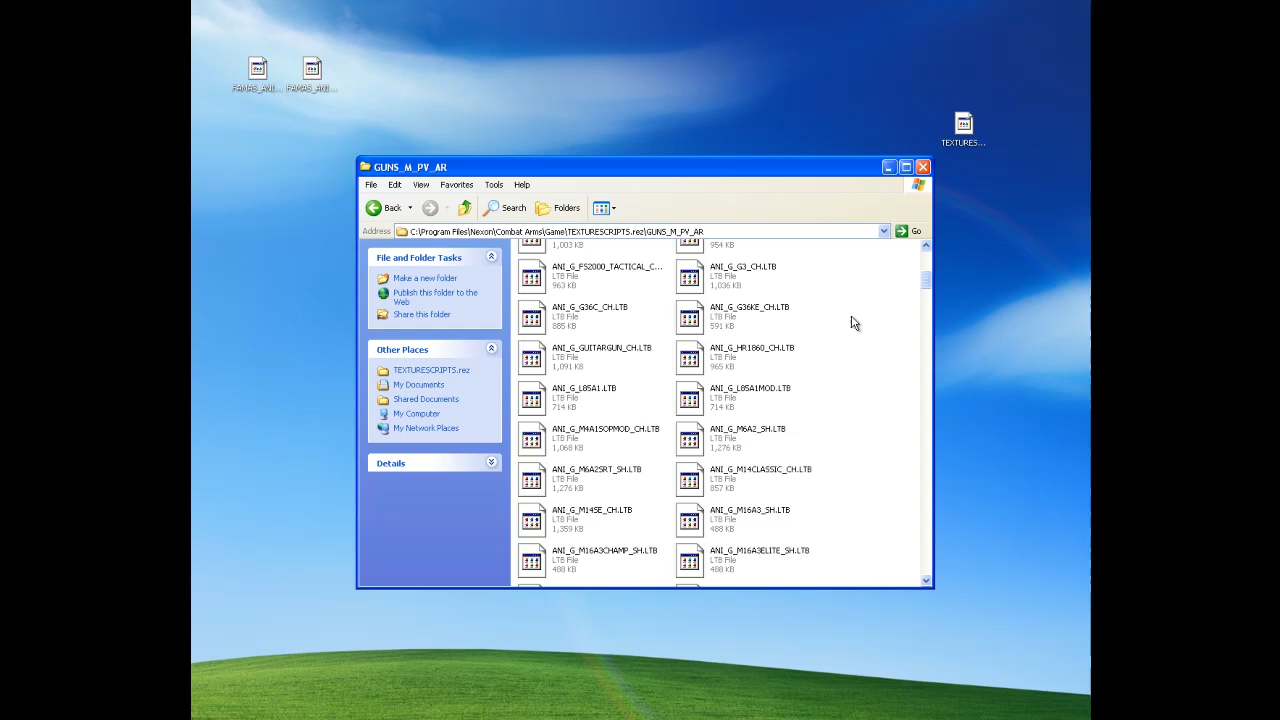 FAMAS_ANI... FAMAS_ANI...
TEXTURES...
GUNS_M_PV_AR
File Edit View Favorites Tools Help
Back Search Folders
Address C:\Program Files\Nexon\Combat Arms\Game\TEXTURESCRIPTS.rez\GUNS_M_PV_AR Go
File and Folder Tasks
Make a new folder
Publish this folder to the
Web
Share this folder
Other Places
TEXTURESCRIPTS.rez
My Documents
Shared Documents
My Computer
My Network Places
Details
1,003 KB 954 KB
ANI_G_FS2000_TACTICAL_C... ANI_G_G3_CH.LTB
LTB File LTB File
963 KB 1,036 KB
ANI_G_G36C_CH.LTB ANI_G_G36KE_CH.LTB
LTB File LTB File
885 KB 591 KB
ANI_G_GUITARGUN_CH.LTB ANI_G_HR1860_CH.LTB
LTB File LTB File
1,091 KB 965 KB
ANI_G_L85A1.LTB ANI_G_L85A1MOD.LTB
LTB File LTB File
714 KB 714 KB
ANI_G_M4A1SOPMOD_CH.LTB ANI_G_M6A2_SH.LTB
LTB File LTB File
1,068 KB 1,276 KB
ANI_G_M6A2SRT_SH.LTB ANI_G_M14CLASSIC_CH.LTB
LTB File LTB File
1,276 KB 857 KB
ANI_G_M14SE_CH.LTB ANI_G_M16A3_SH.LTB
LTB File LTB File
1,359 KB 488 KB
ANI_G_M16A3CHAMP_SH.LTB ANI_G_M16A3ELITE_SH.LTB
LTB File LTB File
488 KB 488 KB